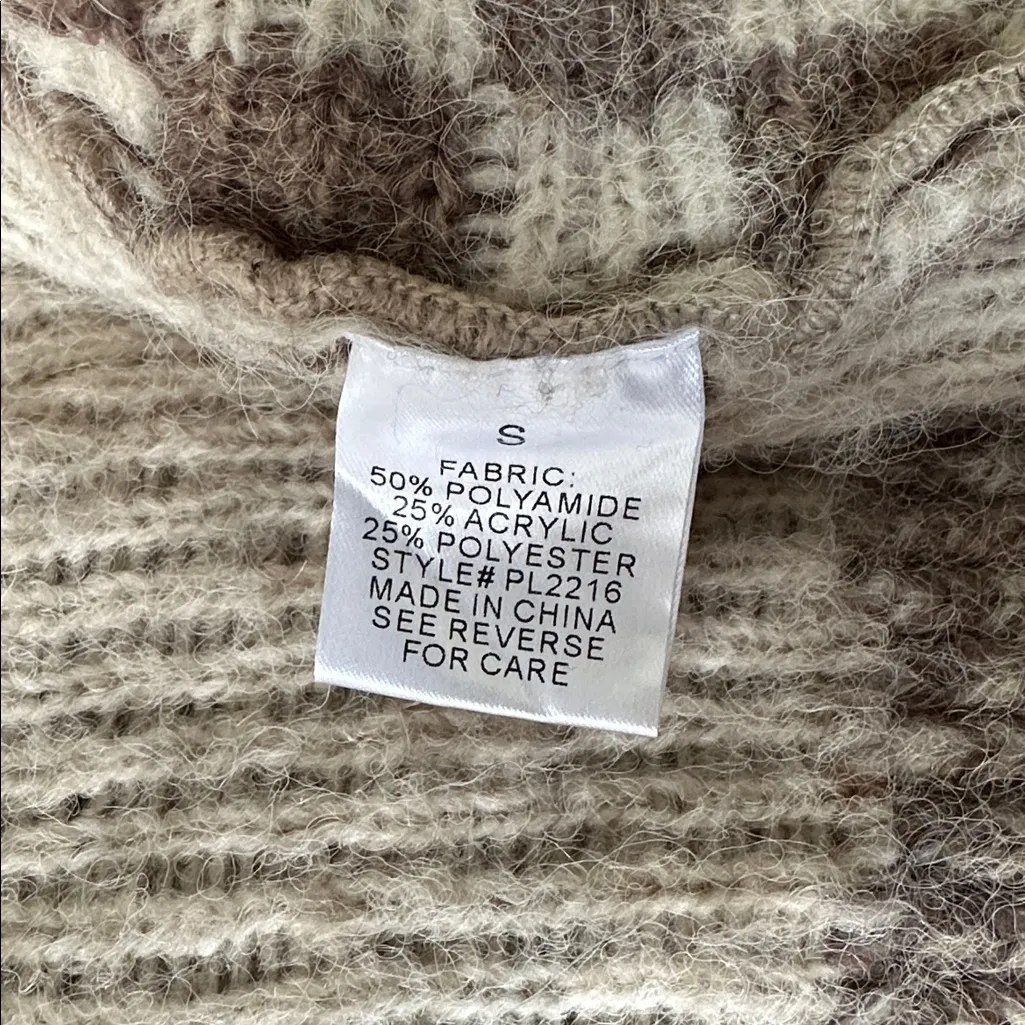 S
FABRIC:
50% POLYAMIDE
25% ACRYLIC
25% POLYESTER
STYLE# PL2216
MADE IN CHINA
SEE REVERSE
FOR CARE